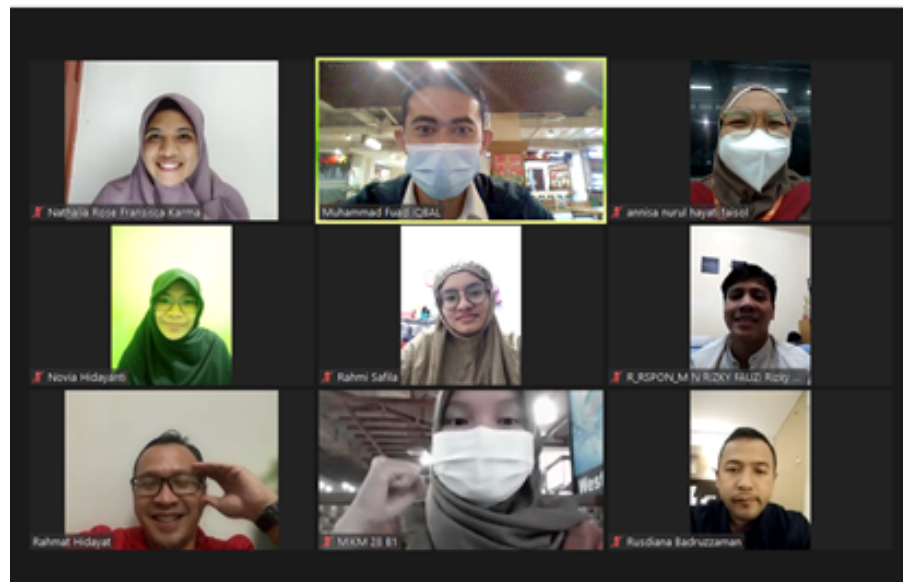 Nathalia Rose Fransisca Karma
Muhammad Fuad IQBAL
annisa nurul hayati faisol
Novia Hidayanti
Rahmi Safila
R_RSPON_M N RIZKY FAUZI Rizky ...
Rahmat Hidayat
MKM 28 B1
Rusdiana Badruzzaman